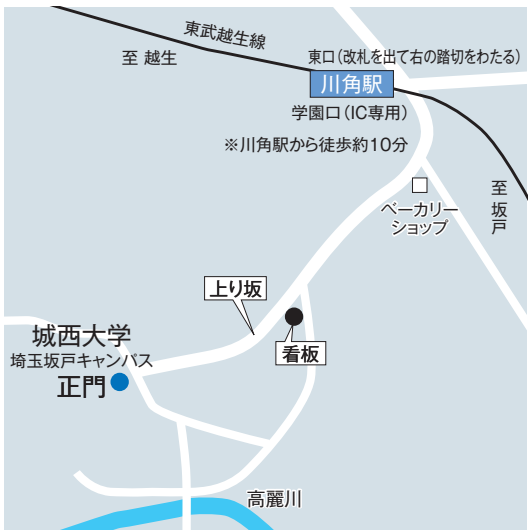 東武越生線
至 越生
東口（改札を出て右の踏切をわたる）
川角駅
学園口（IC専用）
※川角駅から徒歩約10分
至 坂戸
ベーカリー
ショップ
上り坂
看板
城西大学
埼玉坂戸キャンパス
正門
高麗川